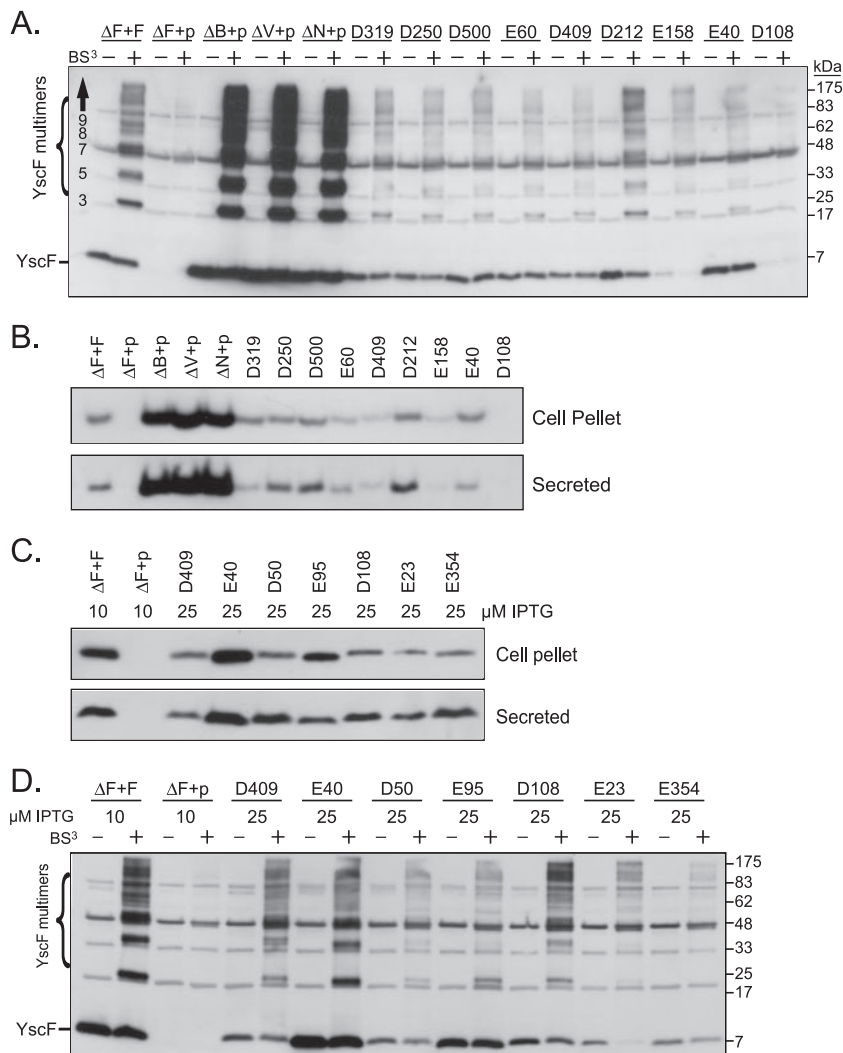 A.
ΔF+F ΔF+p ΔB+p ΔV+p ΔN+p D319 D250 D500 E60 D409 D212 E158 E40 D108
BS³ − + − + − + − + − + − + − + − + − + − + − + − + − + − +
kDa
YscF multimers
9
8
7
5
3
YscF
175
83
62
48
33
25
17
7
B.
ΔF+F ΔF+p ΔB+p ΔV+p ΔN+p D319 D250 D500 E60 D409 D212 E158 E40 D108
Cell Pellet
Secreted
C.
ΔF+F ΔF+p D409 E40 D50 E95 D108 E23 E354
10 10 25 25 25 25 25 25 25 μM IPTG
Cell pellet
Secreted
D.
ΔF+F ΔF+p D409 E40 D50 E95 D108 E23 E354
μM IPTG 10 10 25 25 25 25 25 25 25
BS³ − + − + − + − + − + − + − + − + − +
YscF multimers
YscF
175
83
62
48
33
25
17
7